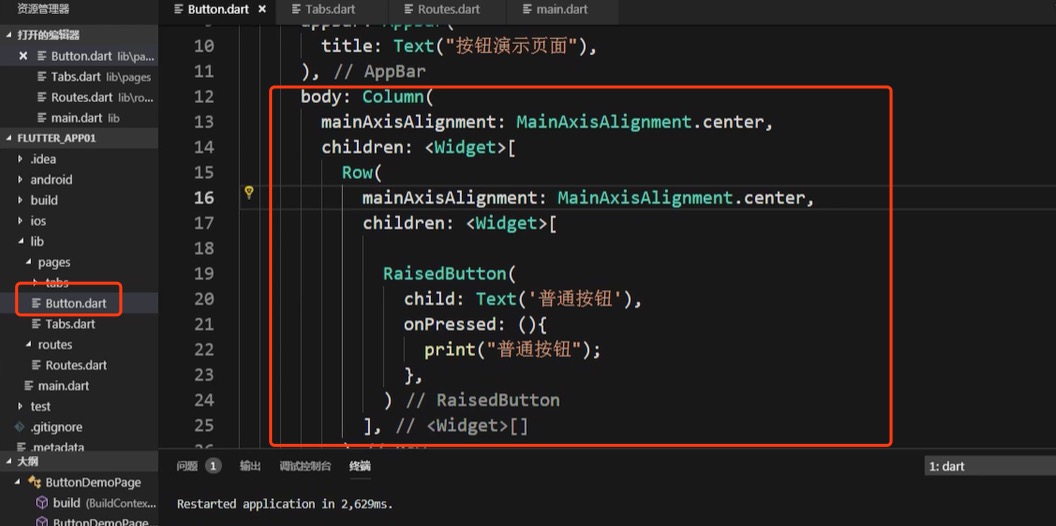 资源管理器
打开的编辑器
Button.dart lib\pa...
Tabs.dart lib\pages
Routes.dart lib\ro...
main.dart lib
FLUTTER_APP01
.idea
android
build
ios
lib
pages
tabs
Button.dart
Tabs.dart
routes
Routes.dart
main.dart
test
.gitignore
.metadata
大纲
ButtonDemoPage
build (BuildContex...
ButtonDemoPage
Button.dart
Tabs.dart
Routes.dart
main.dart
9 appBar: AppBar(
10 title: Text("按钮演示页面"),
11 ), // AppBar
12 body: Column(
13 mainAxisAlignment: MainAxisAlignment.center,
14 children: <Widget>[
15 Row(
16 mainAxisAlignment: MainAxisAlignment.center,
17 children: <Widget>[
18
19 RaisedButton(
20 child: Text('普通按钮'),
21 onPressed: (){
22 print("普通按钮");
23 },
24 ) // RaisedButton
25 ], // <Widget>[]
26 ) // Row
问题 1 输出 调试控制台 终端
1: dart
Restarted application in 2,629ms.